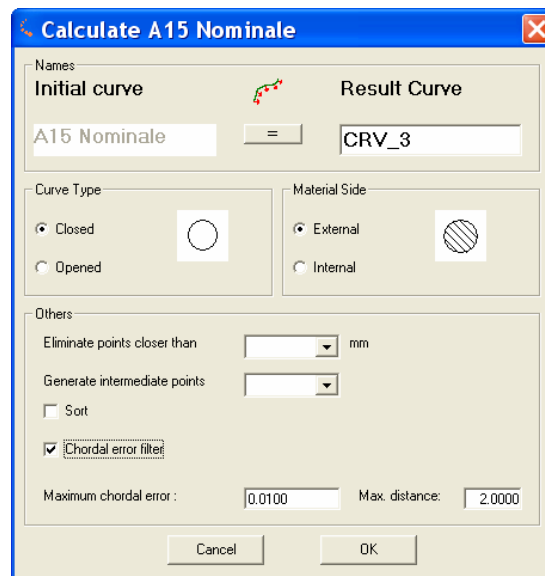 Calculate A15 Nominale
Names
Initial curve Result Curve
A15 Nominale = CRV_3
Curve Type Material Side
Closed External
Opened Internal
Others
Eliminate points closer than mm
Generate intermediate points
Sort
Chordal error filter
Maximum chordal error : 0.0100 Max. distance: 2.0000
Cancel OK